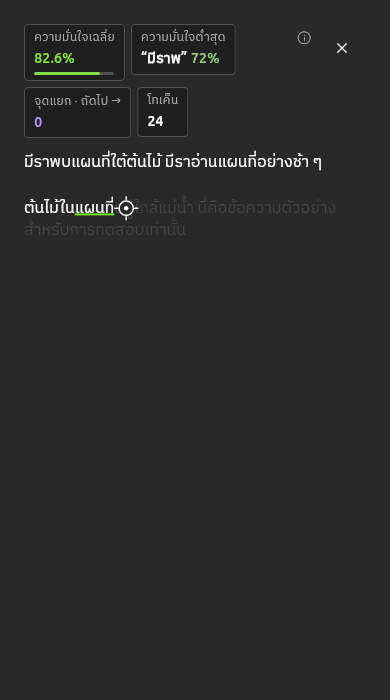 ความมั่นใจเฉลี่ย
82.6%
ความมั่นใจต่ำสุด
“มีราพ” 72%
จุดแยก · ถัดไป →
0
โทเค็น
24
มีราพบแผนที่ใต้ต้นไม้ มีราอ่านแผนที่อย่างช้า ๆ
ต้นไม้ในแผนที่อยู่ใกล้แม่น้ำ นี่คือข้อความตัวอย่าง
สำหรับการทดสอบเท่านั้น